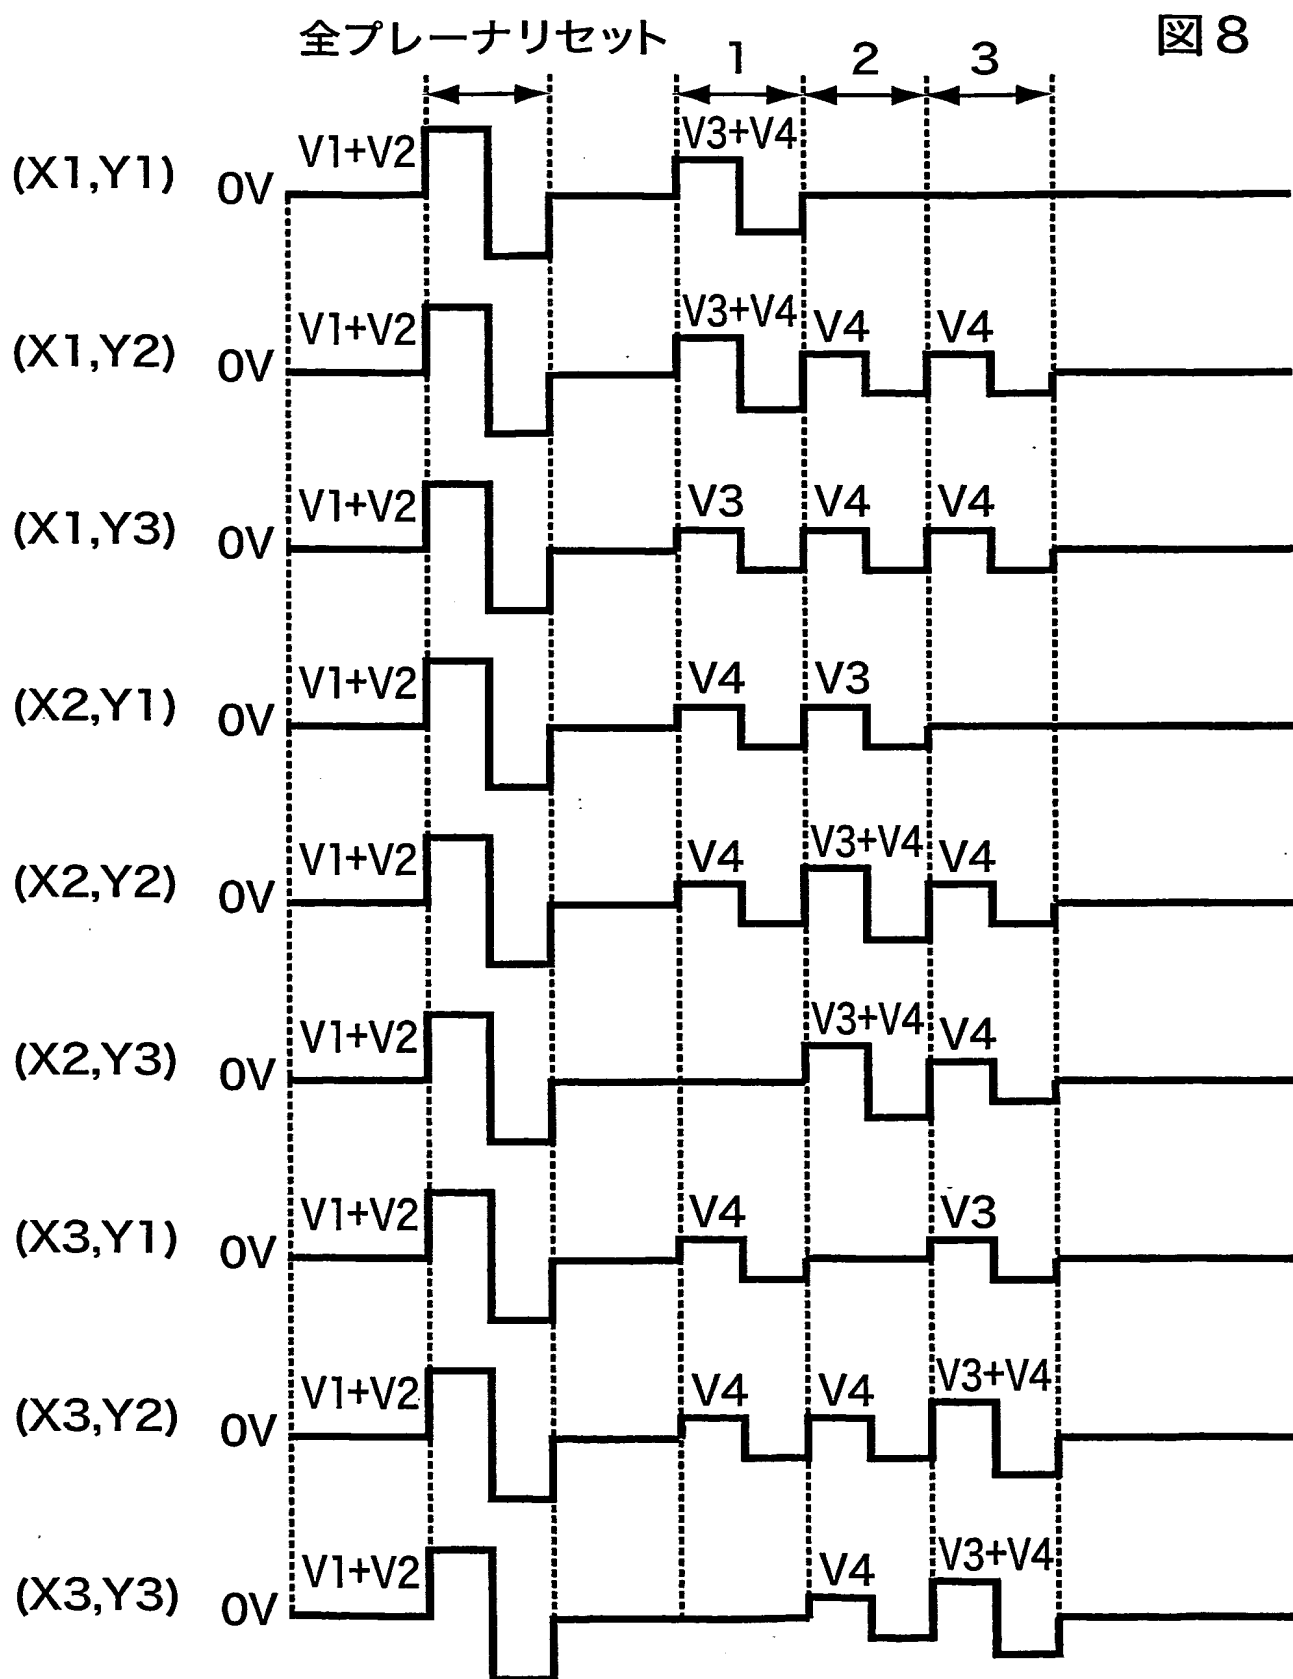 全プレーナリセット
図8
1 2 3
(X1,Y1) 0V V1+V2 V3+V4
(X1,Y2) 0V V1+V2 V3+V4 V4 V4
(X1,Y3) 0V V1+V2 V3 V4 V4
(X2,Y1) 0V V1+V2 V4 V3
(X2,Y2) 0V V1+V2 V4 V3+V4 V4
(X2,Y3) 0V V1+V2 V3+V4 V4
(X3,Y1) 0V V1+V2 V4 V3
(X3,Y2) 0V V1+V2 V4 V4 V3+V4
(X3,Y3) 0V V1+V2 V4 V3+V4